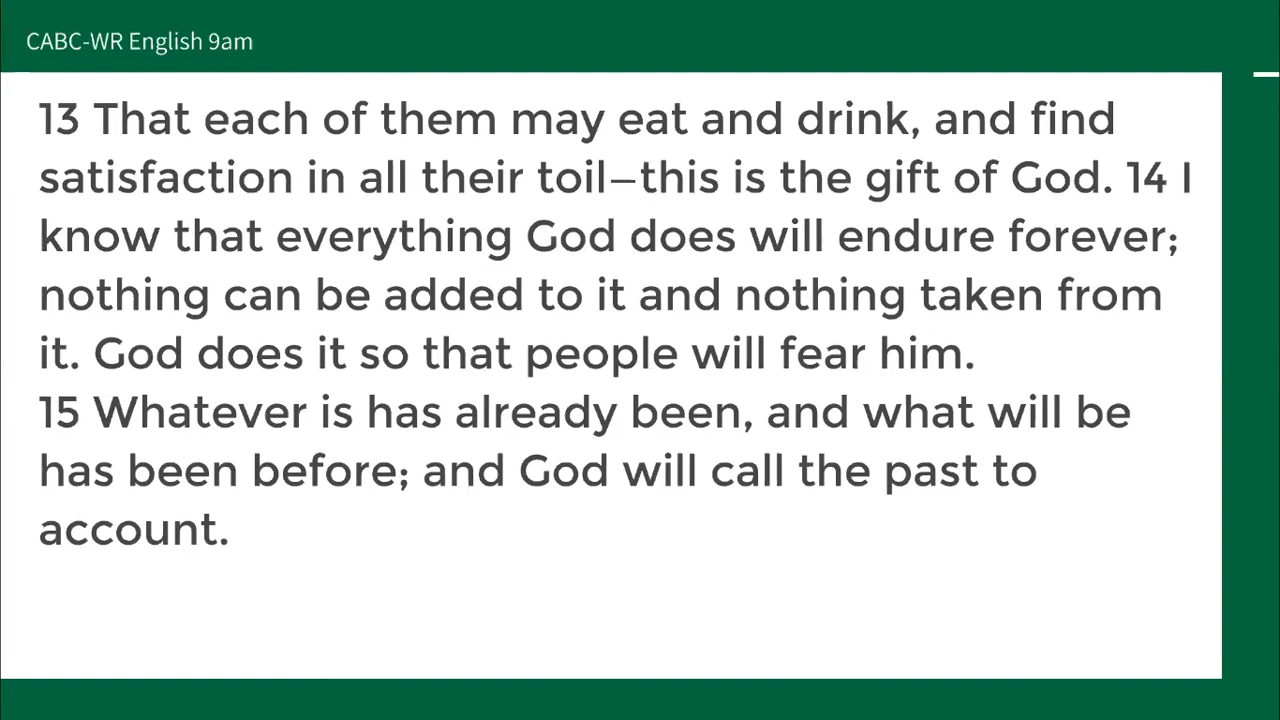 CABC-WR English 9am
13 That each of them may eat and drink, and find
satisfaction in all their toil—this is the gift of God. 14 I
know that everything God does will endure forever;
nothing can be added to it and nothing taken from
it. God does it so that people will fear him.
15 Whatever is has already been, and what will be
has been before; and God will call the past to
account.